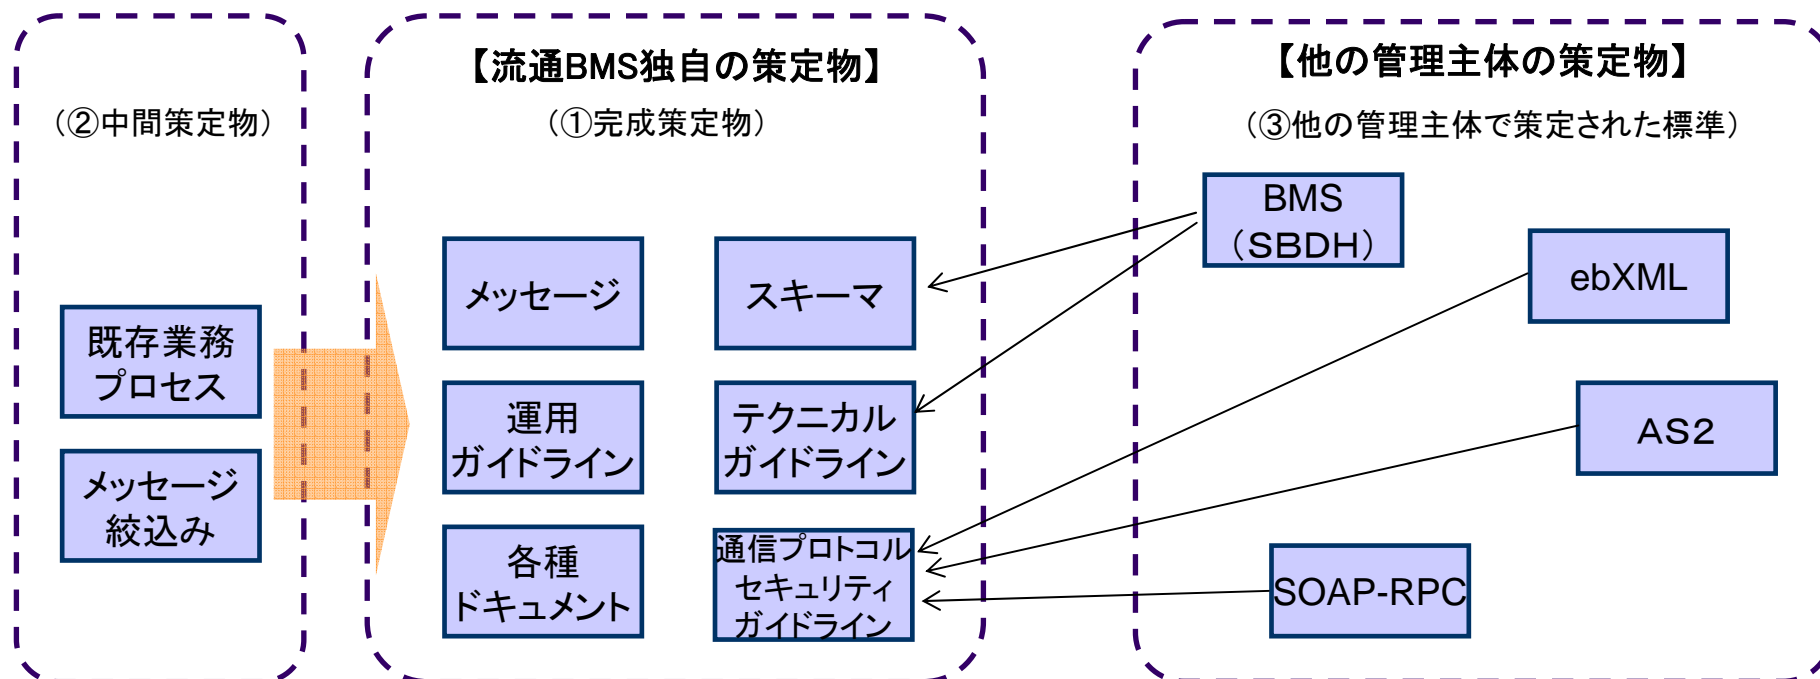 （②中間策定物）
既存業務
プロセス
メッセージ
絞込み
【流通BMS独自の策定物】
（①完成策定物）
メッセージ
スキーマ
運用
ガイドライン
テクニカル
ガイドライン
各種
ドキュメント
通信プロトコル
セキュリティ
ガイドライン
【他の管理主体の策定物】
（③他の管理主体で策定された標準）
BMS
（ＳＢＤＨ）
ebXML
ＡＳ２
SOAP-RPC